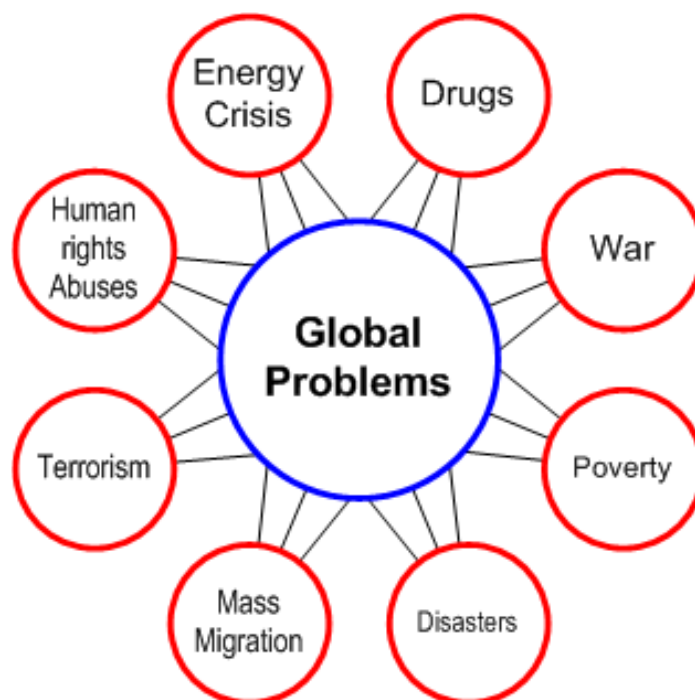 Energy
Crisis
Drugs
Human
rights
Abuses
War
Global
Problems
Terrorism
Poverty
Mass
Migration
Disasters